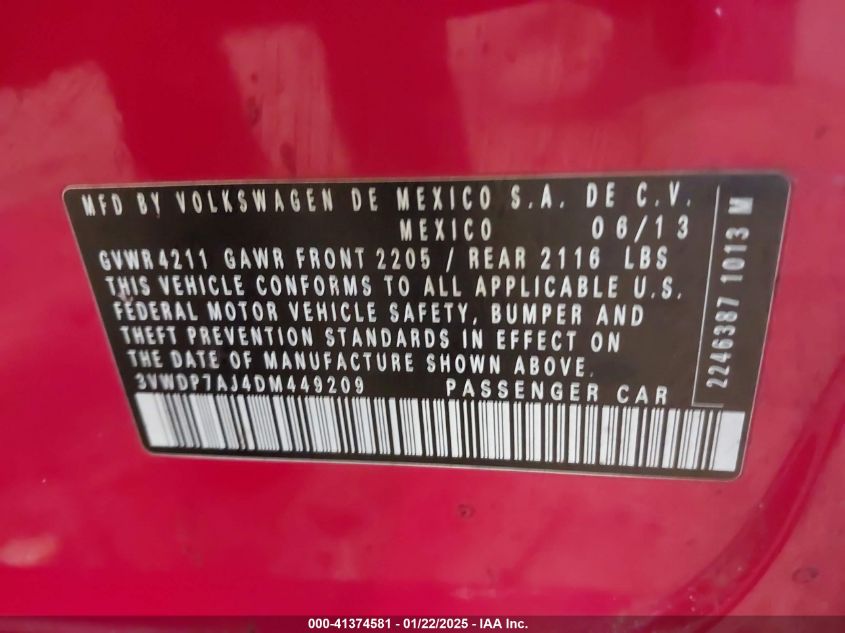 MFD BY VOLKSWAGEN DE MEXICO S.A. DE C.V.
MEXICO 06/13
GVWR 4211 GAWR FRONT 2205 / REAR 2116 LBS
THIS VEHICLE CONFORMS TO ALL APPLICABLE U.S.
FEDERAL MOTOR VEHICLE SAFETY, BUMPER AND
THEFT PREVENTION STANDARDS IN EFFECT ON
THE DATE OF MANUFACTURE SHOWN ABOVE.
3VWDP7AJ4DM449209 PASSENGER CAR
2246387 1013 M
000-41374581 - 01/22/2025 - IAA Inc.